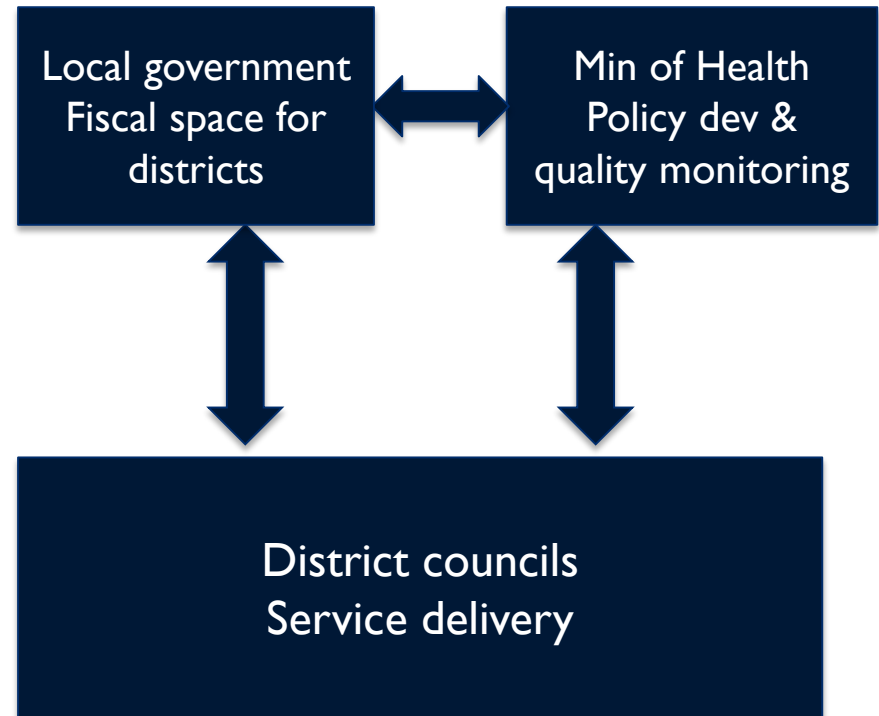 Local government
Fiscal space for
districts
Min of Health
Policy dev &
quality monitoring
District councils
Service delivery